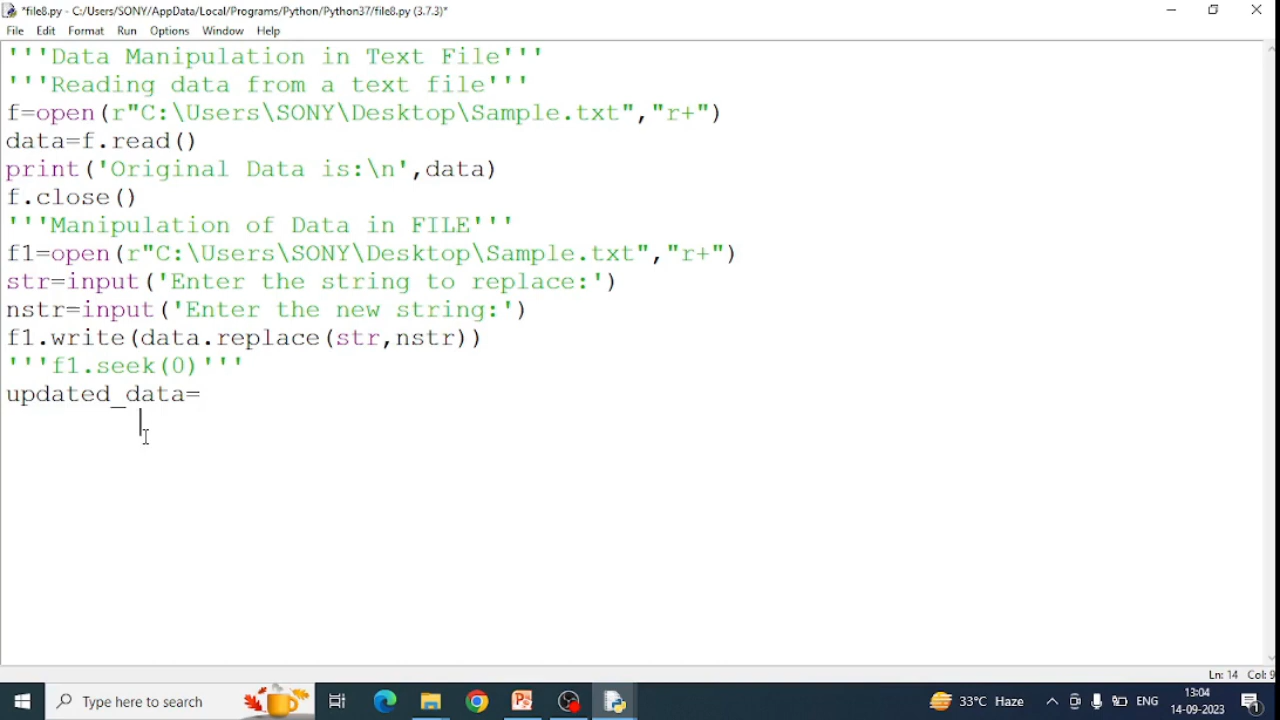 *file8.py - C:/Users/SONY/AppData/Local/Programs/Python/Python37/file8.py (3.7.3)*
File Edit Format Run Options Window Help
'''Data Manipulation in Text File'''
'''Reading data from a text file'''
f=open(r"C:\Users\SONY\Desktop\Sample.txt","r+")
data=f.read()
print('Original Data is:\n',data)
f.close()
'''Manipulation of Data in FILE'''
f1=open(r"C:\Users\SONY\Desktop\Sample.txt","r+")
str=input('Enter the string to replace:')
nstr=input('Enter the new string:')
f1.write(data.replace(str,nstr))
'''f1.seek(0)'''
updated_data=
Ln: 14 Col: 9
Type here to search
33°C Haze
ENG
13:04
14-09-2023
1